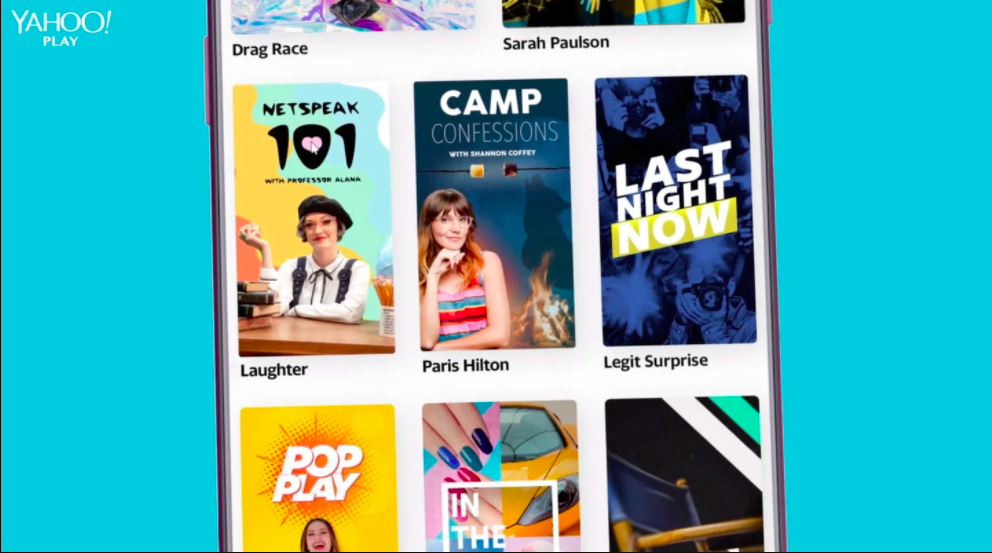 YAHOO!
PLAY
Drag Race
Sarah Paulson
NETSPEAK
101
WITH PROFESSOR ALANA
CAMP
CONFESSIONS
WITH SHANNON COFFEY
LAST
NIGHT
NOW
Laughter
Paris Hilton
Legit Surprise
POP
PLAY
IN
THE